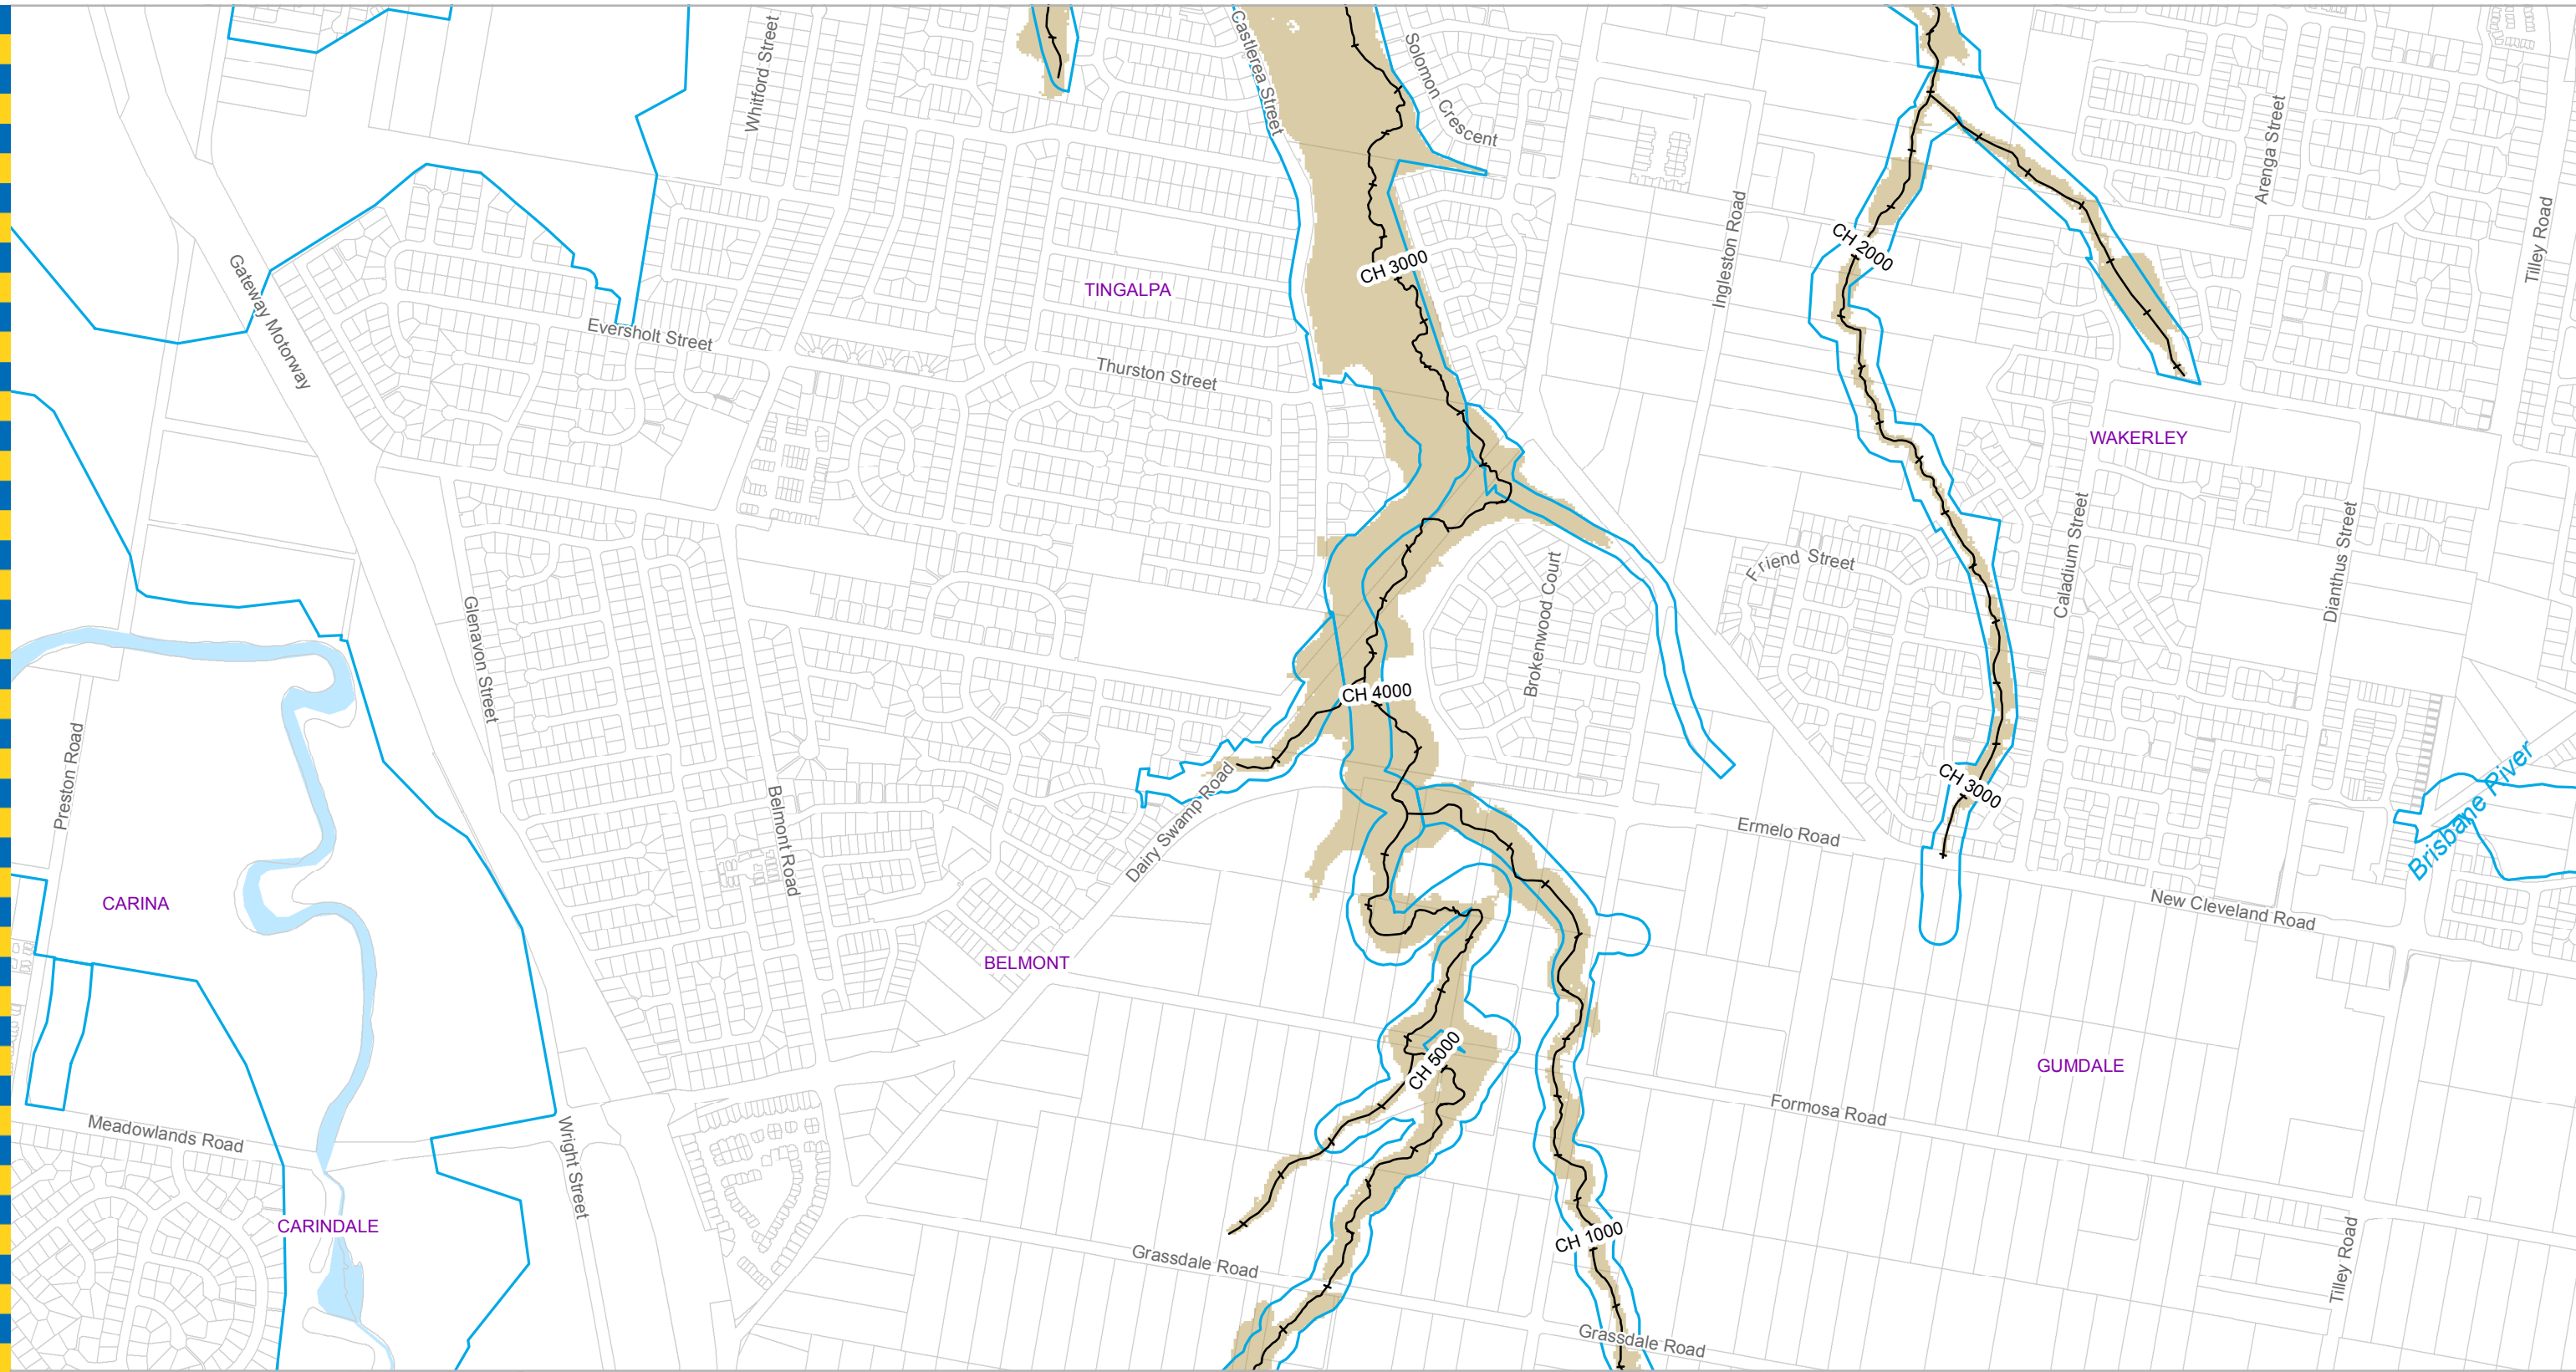 Whitford Street
Castlerea Street
Solomon Crescent
Arenga Street
Tilley Road
Ingleston Road
CH 2000
CH 3000
TINGALPA
Gateway Motorway
Eversholt Street
Thurston Street
WAKERLEY
Friend Street
Caladium Street
Dianthus Street
Brokenwood Court
Glenavon Street
CH 4000
Preston Road
Belmont Road
Dairy Swamp Road
CH 3000
Ermelo Road
Brisbane River
New Cleveland Road
CARINA
BELMONT
CH 5000
GUMDALE
Formosa Road
Meadowlands Road
Wright Street
CARINDALE
CH 1000
Grassdale Road
Tilley Road
Grassdale Road